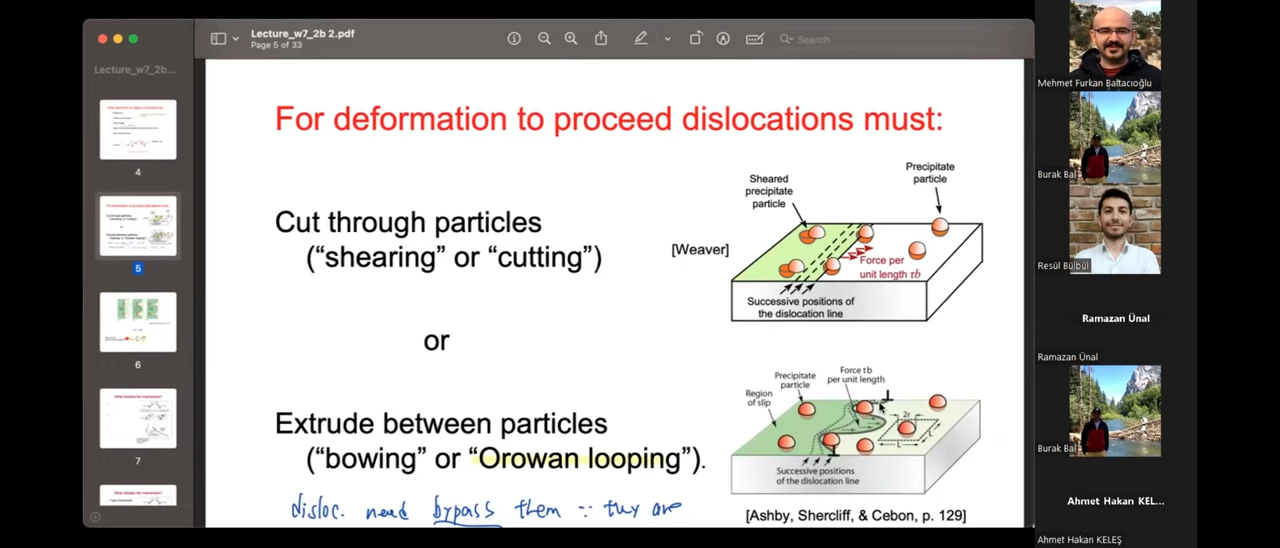 Lecture_w7_2b 2.pdf
Page 5 of 33
Search
Lecture_w7_2b...
4
5
6
7
For deformation to proceed dislocations must:
Cut through particles
("shearing" or "cutting")
or
Extrude between particles
("bowing" or "Orowan looping").
disloc. need bypass them ∵ they are
[Weaver]
Sheared
precipitate
particle
Precipitate
particle
Force per
unit length τb
Successive positions of
the dislocation line
Precipitate
particle
Force τb
per unit length
Region
of slip
2r
L
Successive positions
of the dislocation line
[Ashby, Shercliff, & Cebon, p. 129]
Mehmet Furkan Baltacıoğlu
Burak Bal
Resül Bülbül
Ramazan Ünal
Ramazan Ünal
Burak Bal
Ahmet Hakan KEL...
Ahmet Hakan KELEŞ